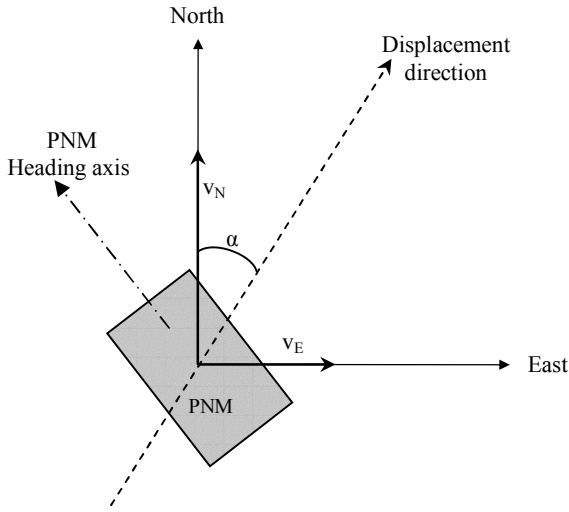 North
Displacement
direction
PNM
Heading axis
v_N
α
v_E
East
PNM